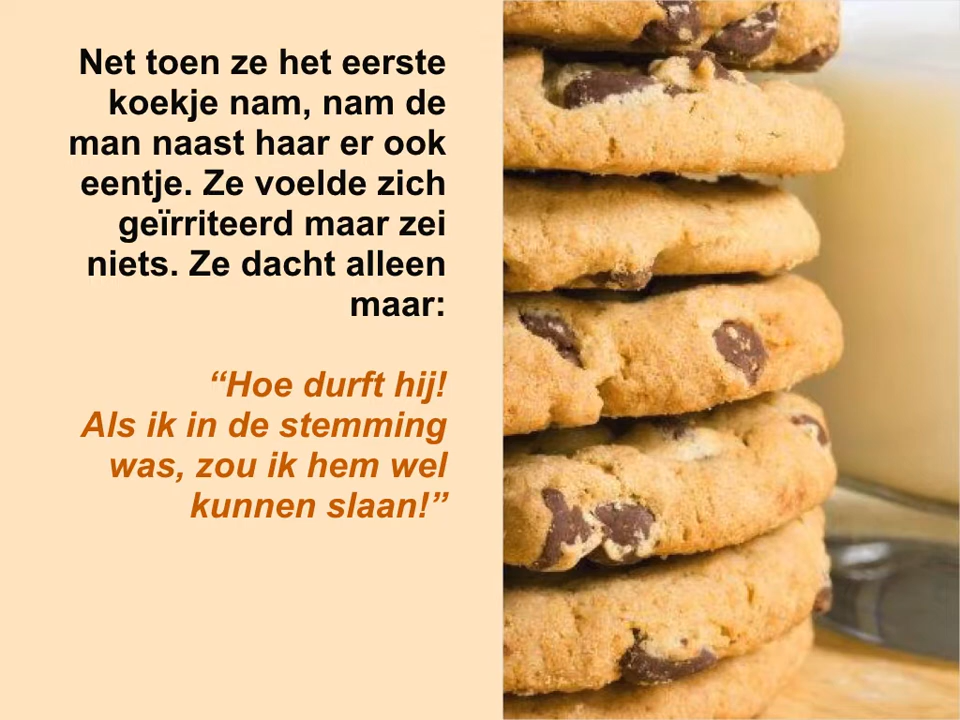 Net toen ze het eerste
koekje nam, nam de
man naast haar er ook
eentje. Ze voelde zich
geïrriteerd maar zei
niets. Ze dacht alleen
maar:
“Hoe durft hij!
Als ik in de stemming
was, zou ik hem wel
kunnen slaan!”